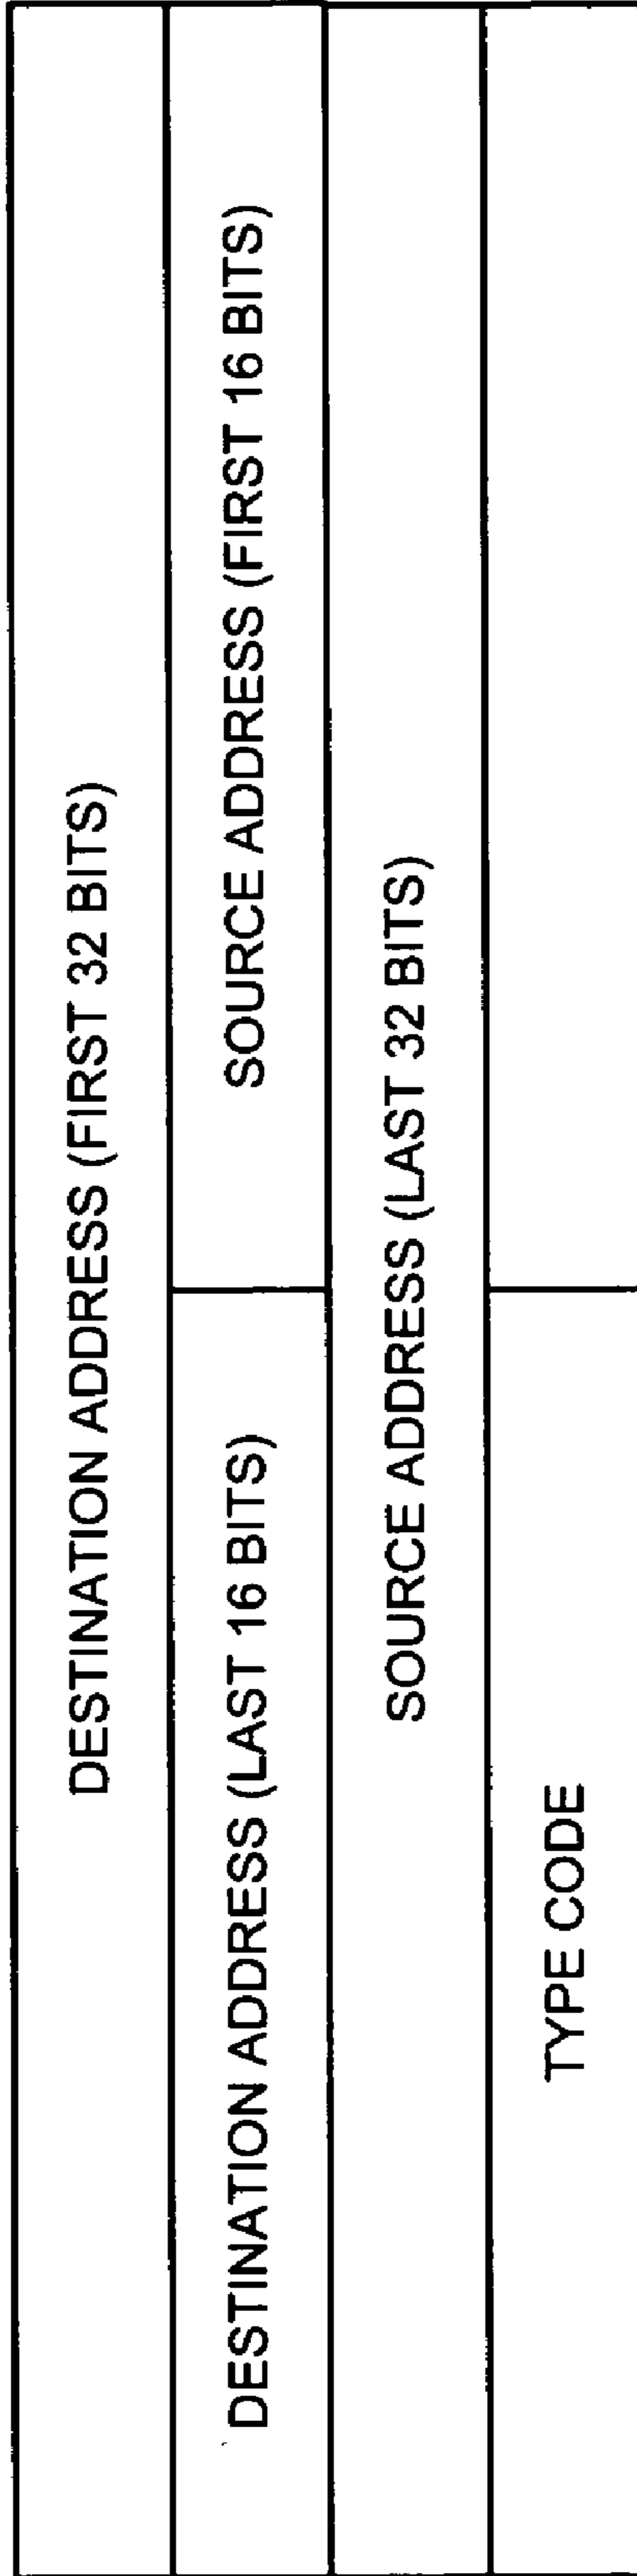 DESTINATION ADDRESS (FIRST 32 BITS)
DESTINATION ADDRESS (LAST 16 BITS)
SOURCE ADDRESS (FIRST 16 BITS)
SOURCE ADDRESS (LAST 32 BITS)
TYPE CODE